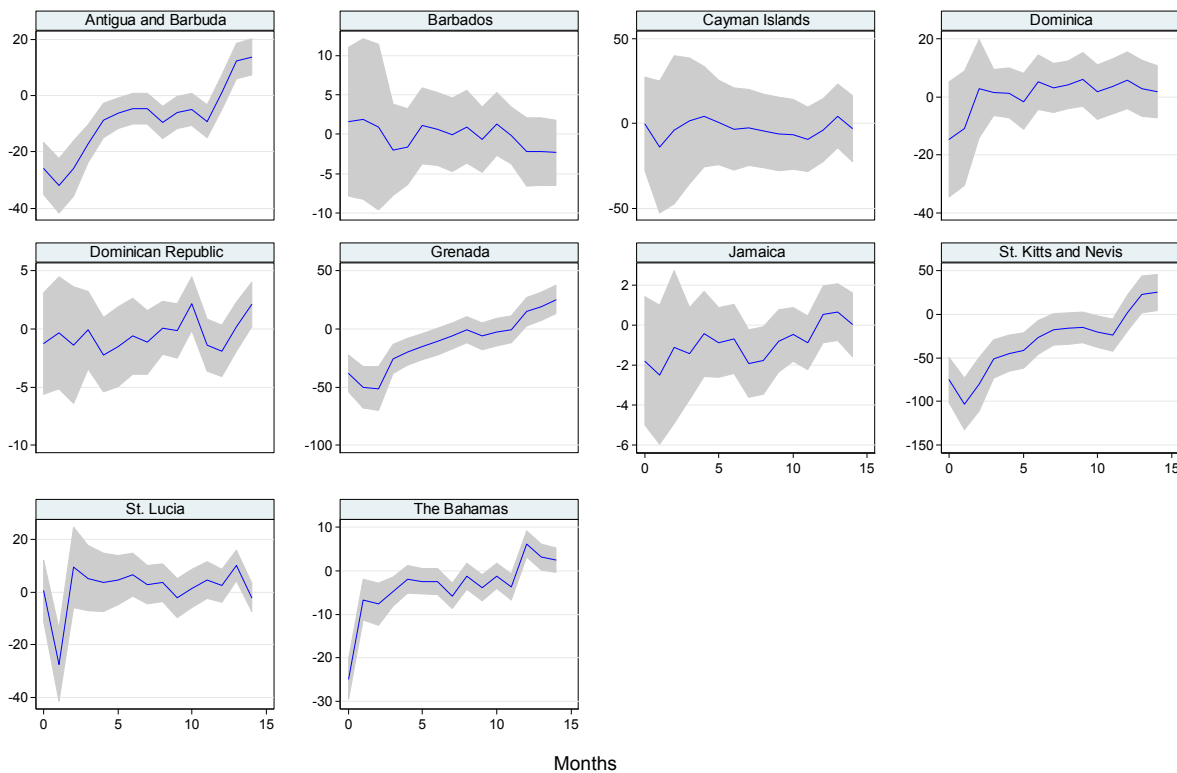 Antigua and Barbuda
20
0
-20
-40
Barbados
10
5
0
-5
-10
Cayman Islands
50
0
-50
Dominica
20
0
-20
-40
Dominican Republic
5
0
-5
-10
Grenada
50
0
-50
-100
Jamaica
2
0
-2
-4
-6
0 5 10 15
St. Kitts and Nevis
50
0
-50
-100
-150
0 5 10 15
St. Lucia
20
0
-20
-40
0 5 10 15
The Bahamas
10
0
-10
-20
-30
0 5 10 15
Months